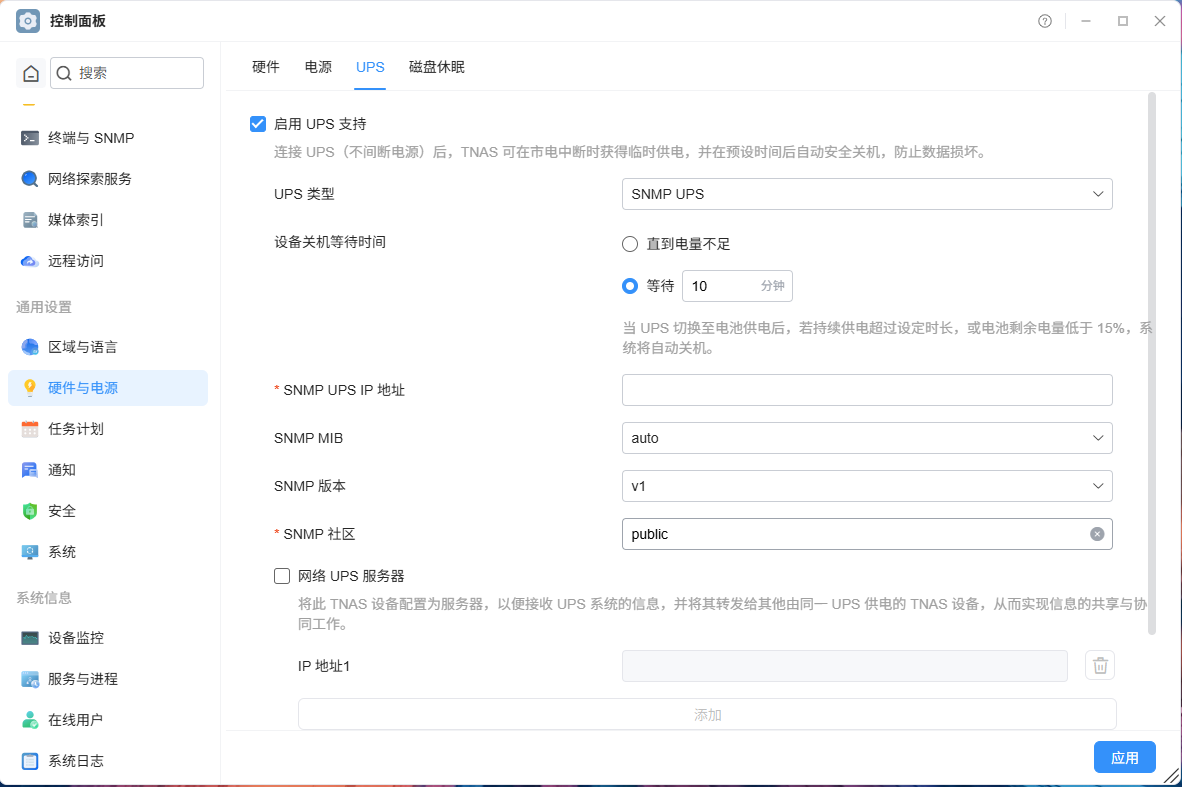 控制面板
搜索
终端与 SNMP
网络探索服务
媒体索引
远程访问
通用设置
区域与语言
硬件与电源
任务计划
通知
安全
系统
系统信息
设备监控
服务与进程
在线用户
系统日志
硬件 电源 UPS 磁盘休眠
启用 UPS 支持
连接 UPS（不间断电源）后，TNAS 可在市电中断时获得临时供电，并在预设时间后自动安全关机，防止数据损坏。
UPS 类型 SNMP UPS
设备关机等待时间 直到电量不足
等待 10 分钟
当 UPS 切换至电池供电后，若持续供电超过设定时长，或电池剩余电量低于 15%，系
统将自动关机。
* SNMP UPS IP 地址
SNMP MIB auto
SNMP 版本 v1
* SNMP 社区 public
网络 UPS 服务器
将此 TNAS 设备配置为服务器，以便接收 UPS 系统的信息，并将其转发给其他由同一 UPS 供电的 TNAS 设备，从而实现信息的共享与协
同工作。
IP 地址1
添加
应用